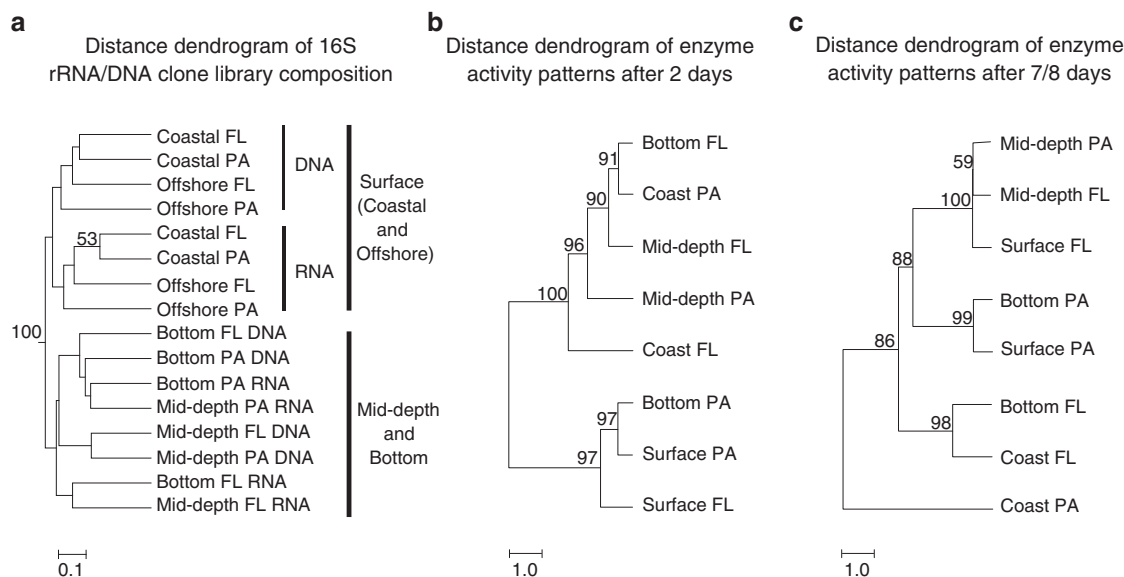 a
Distance dendrogram of 16S
rRNA/DNA clone library composition
Coastal FL
Coastal PA
Offshore FL
Offshore PA
DNA
53
Coastal FL
Coastal PA
Offshore FL
Offshore PA
RNA
Surface
(Coastal
and
Offshore)
100
Bottom FL DNA
Bottom PA DNA
Bottom PA RNA
Mid-depth PA RNA
Mid-depth FL DNA
Mid-depth PA DNA
Bottom FL RNA
Mid-depth FL RNA
Mid-depth
and
Bottom
0.1
b
Distance dendrogram of enzyme
activity patterns after 2 days
Bottom FL
91
Coast PA
90
Mid-depth FL
96
Mid-depth PA
100
Coast FL
Bottom PA
97
Surface PA
97
Surface FL
1.0
c
Distance dendrogram of enzyme
activity patterns after 7/8 days
Mid-depth PA
59
Mid-depth FL
100
Surface FL
88
Bottom PA
99
Surface PA
86
Bottom FL
98
Coast FL
Coast PA
1.0